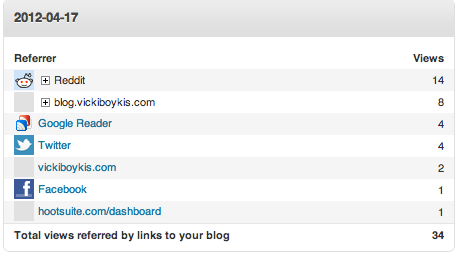 2012-04-17
Referrer Views
Reddit 14
blog.vickiboykis.com 8
Google Reader 4
Twitter 4
vickiboykis.com 2
Facebook 1
hootsuite.com/dashboard 1
Total views referred by links to your blog 34